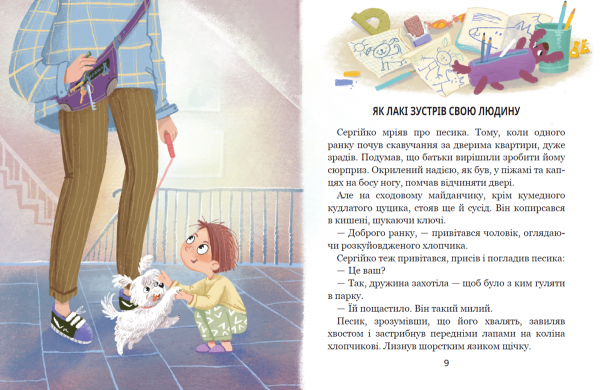 ЯК ЛАКІ ЗУСТРІВ СВОЮ ЛЮДИНУ
Сергійко мріяв про песика. Тому, коли одного
ранку почув скавучання за дверима квартири, дуже
зрадів. Подумав, що батьки вирішили зробити йому
сюрприз. Окрилений надією, як був, у піжамі та кап-
цях на босу ногу, помчав відчиняти двері.
Але на сходовому майданчику, крім кумедного
кудлатого цуцика, стояв ще й сусід. Він копирсався
в кишені, шукаючи ключі.
— Доброго ранку, — привітався чоловік, оглядаю-
чи розкуйовдженого хлопчика.
Сергійко теж привітався, присів і погладив песика:
— Це ваш?
— Так, дружина захотіла — щоб було з ким гуляти
в парку.
— Їй пощастило. Він такий милий.
Песик, зрозумівши, що його хвалять, завиляв
хвостом і застрибнув передніми лапами на коліна
хлопчикові. Лизнув шорстким язиком щічку.
9